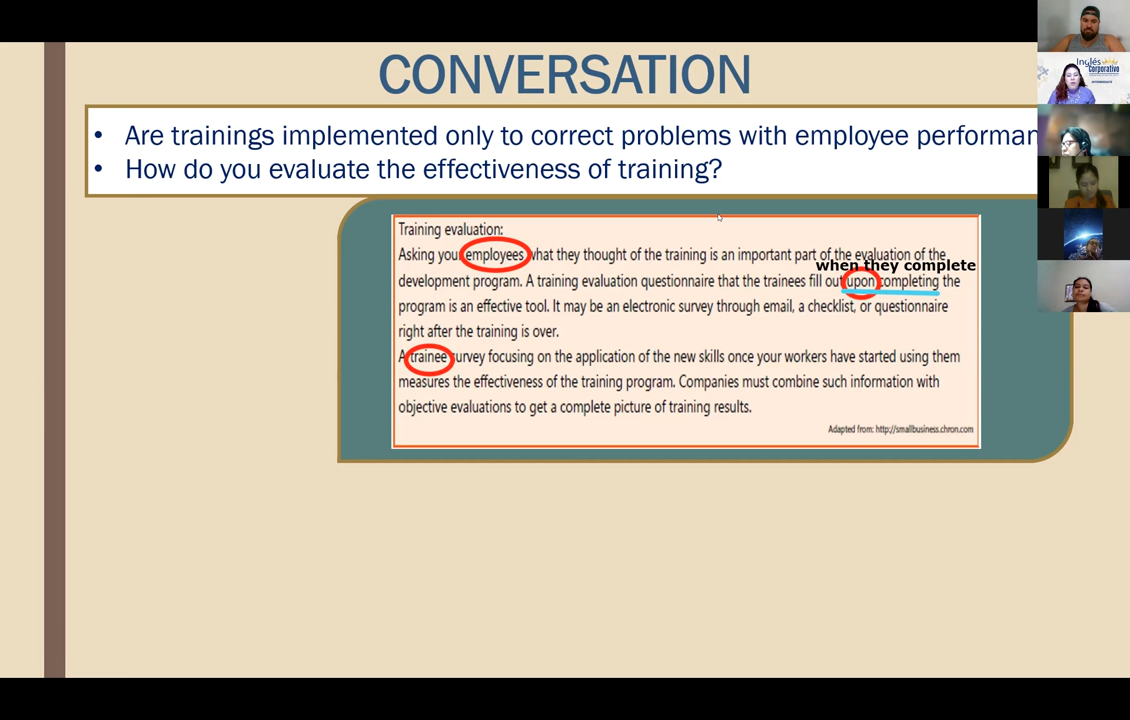 CONVERSATION
• Are trainings implemented only to correct problems with employee performan
• How do you evaluate the effectiveness of training?
Training evaluation:
Asking you employees what they thought of the training is an important part of the evaluation of the
when they complete
development program. A training evaluation questionnaire that the trainees fill out upon completing the
program is an effective tool. It may be an electronic survey through email, a checklist, or questionnaire
right after the training is over.
A trainee survey focusing on the application of the new skills once your workers have started using them
measures the effectiveness of the training program. Companies must combine such information with
objective evaluations to get a complete picture of training results.
Adapted from: http://smallbusiness.chron.com
Inglés
Corporativo